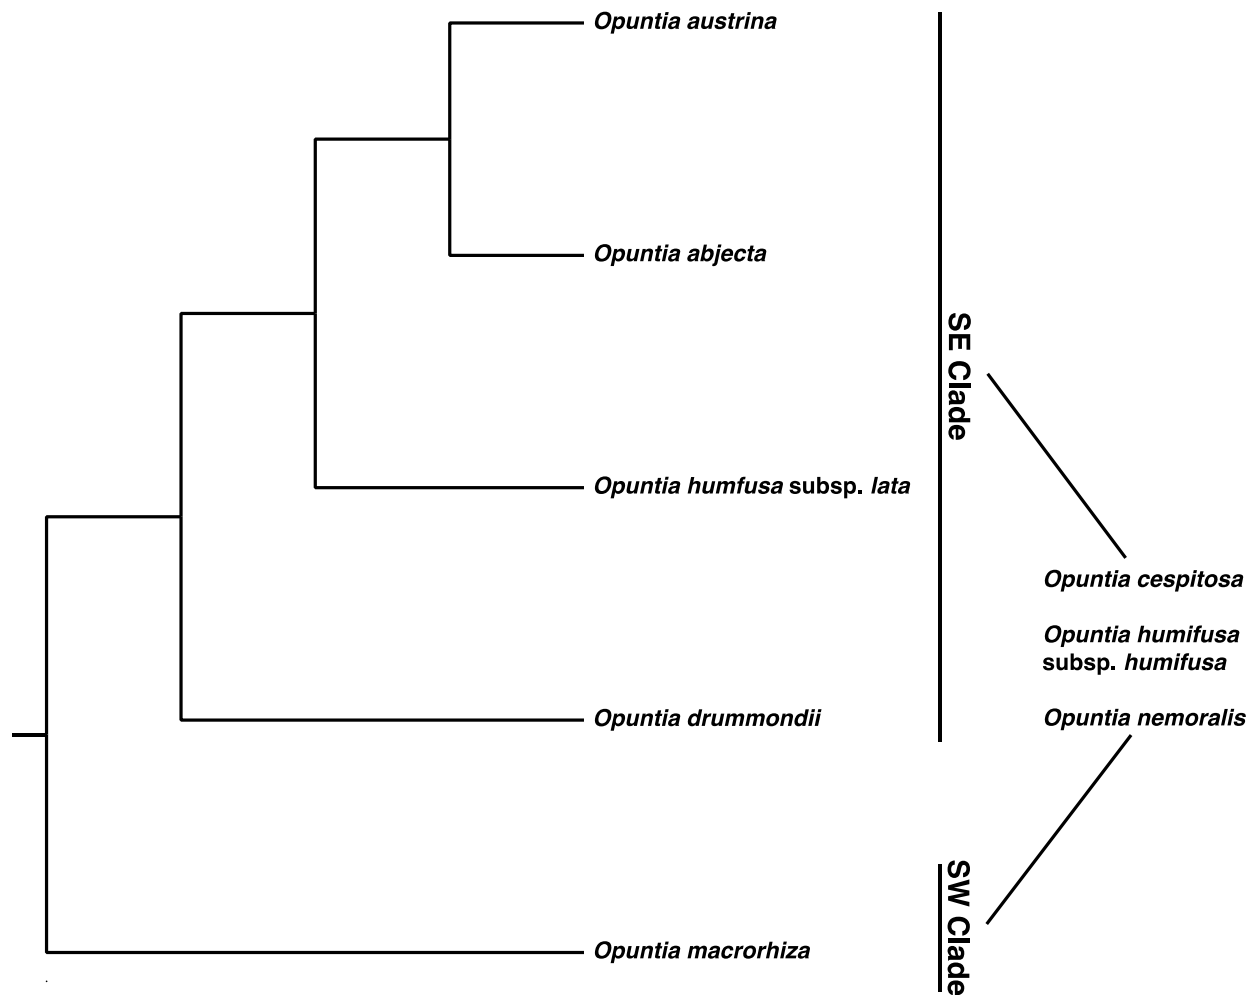 Opuntia austrina
Opuntia abjecta
Opuntia humfusa subsp. lata
Opuntia drummondii
Opuntia macrorhiza
SE Clade
SW Clade
Opuntia cespitosa
Opuntia humifusa
subsp. humifusa
Opuntia nemoralis